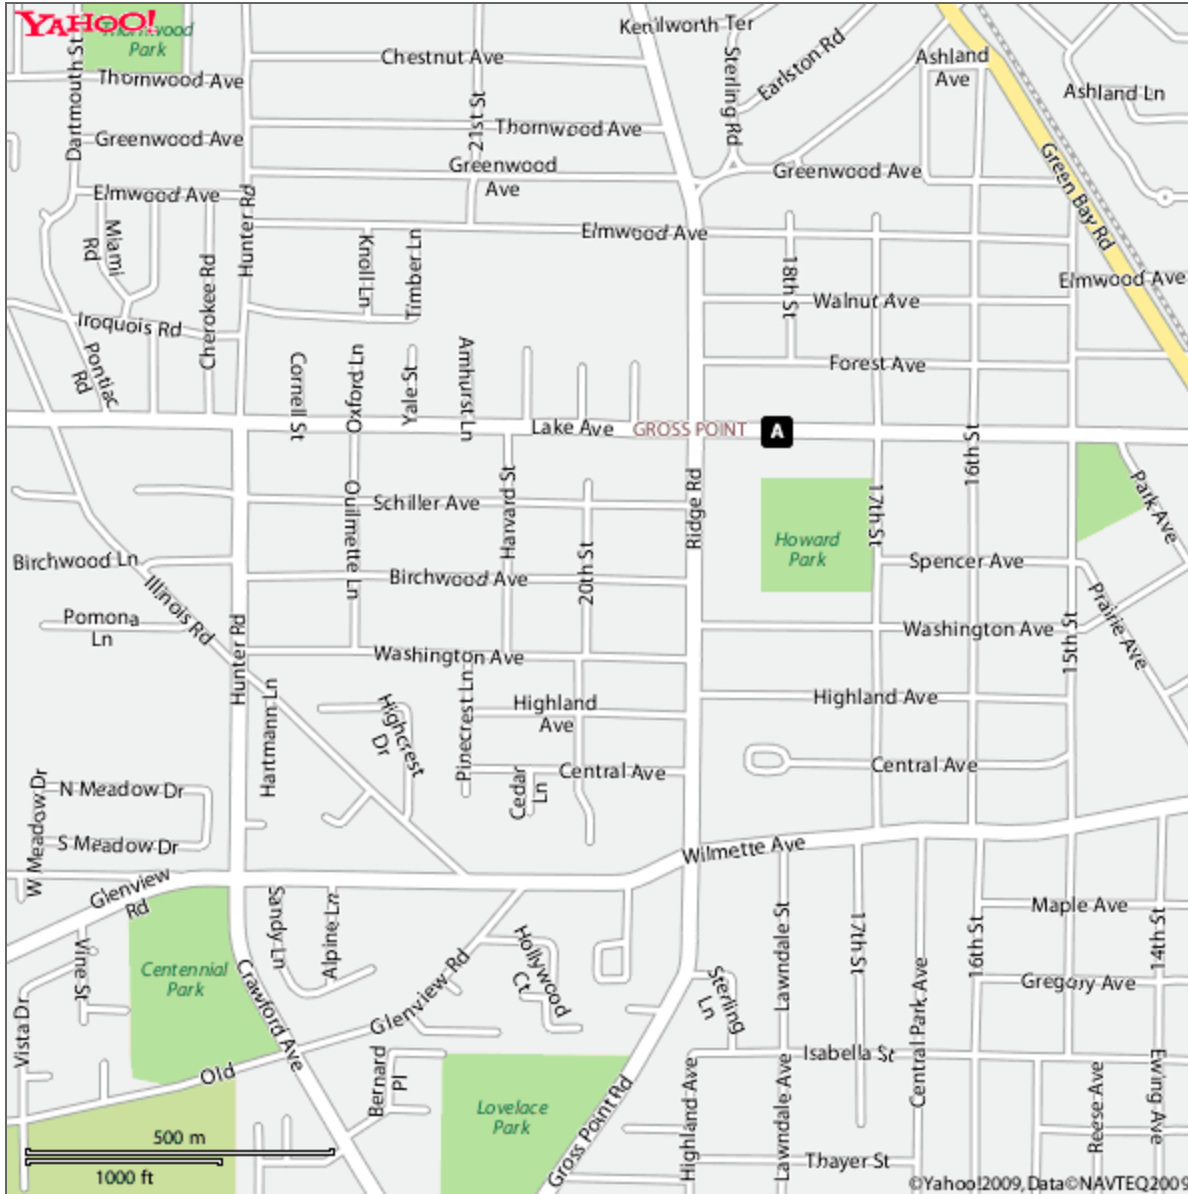 YAHOO!
Thornwood
Park
Kenilworth Ter
Dartmouth St
Chestnut Ave
Sterling Rd
Earlston Rd
Ashland
Ave
Thornwood Ave
Ashland Ln
21st St
Thornwood Ave
Greenwood Ave
Greenwood
Ave
Greenwood Ave
Green Bay Rd
Elmwood Ave
Hunter Rd
Elmwood Ave
Miami
Rd
Knoll Ln
Timber Ln
Cherokee Rd
18th St
Elmwood Ave
Walnut Ave
Iroquois Rd
Pontiac
Rd
Cornell St
Oxford Ln
Yale St
Amhurst Ln
Forest Ave
Lake Ave
GROSS POINT
A
16th St
Schiller Ave
Ouilmette Ln
Harvard St
Ridge Rd
17th St
Park Ave
Howard
Park
20th St
Birchwood Ln
Birchwood Ave
Spencer Ave
Illinois Rd
Prairie Ave
Pomona
Ln
Hunter Rd
Washington Ave
Washington Ave
15th St
Hartmann Ln
Highcrest
Dr
Pinecrest Ln
Highland
Ave
Highland Ave
Cedar
Ln
Central Ave
Central Ave
W Meadow Dr
N Meadow Dr
S Meadow Dr
Wilmette Ave
Glenview
Rd
Sandy Ln
Alpine Ln
Hollywood
Ct
Lawndale St
17th St
16th St
Maple Ave
14th St
Vine St
Centennial
Park
Crawford Ave
Glenview Rd
Sterling
Ln
Central Park Ave
Gregory Ave
Vista Dr
Old
Bernard
Pl
Isabella St
Lovelace
Park
Gross Point Rd
Highland Ave
Lawndale Ave
Reese Ave
Ewing Ave
500 m
1000 ft
Thayer St
©Yahoo!2009, Data©NAVTEQ2009